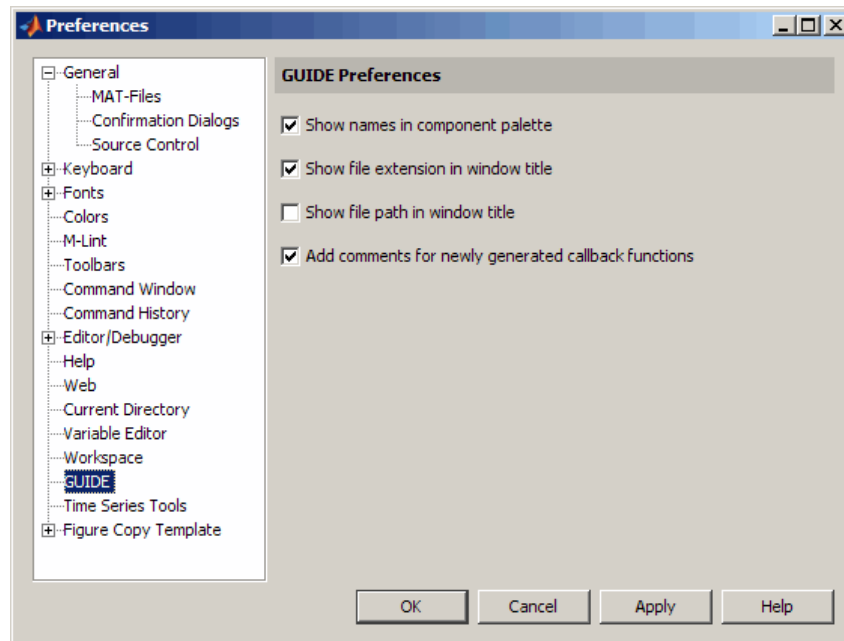 Preferences
General
MAT-Files
Confirmation Dialogs
Source Control
Keyboard
Fonts
Colors
M-Lint
Toolbars
Command Window
Command History
Editor/Debugger
Help
Web
Current Directory
Variable Editor
Workspace
GUIDE
Time Series Tools
Figure Copy Template
GUIDE Preferences
Show names in component palette
Show file extension in window title
Show file path in window title
Add comments for newly generated callback functions
OK Cancel Apply Help